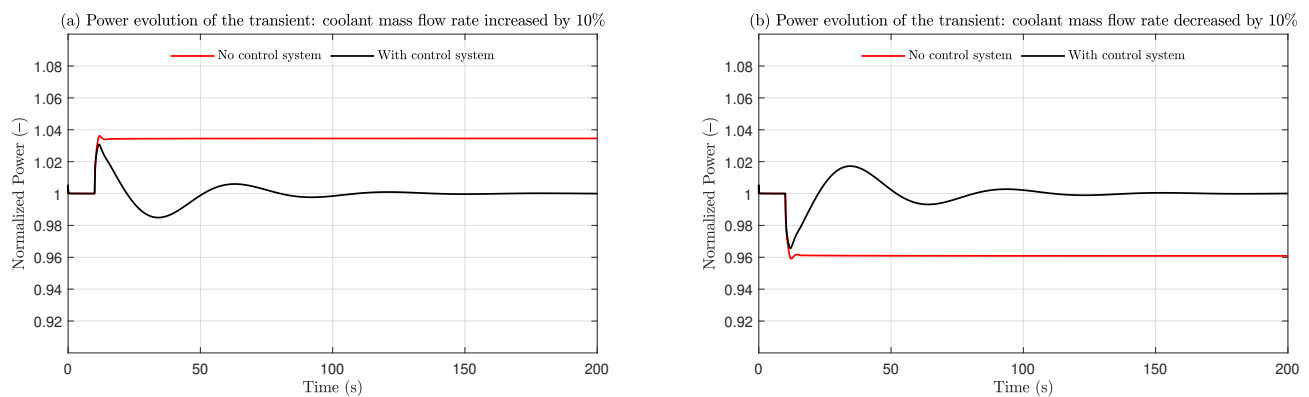 (a) Power evolution of the transient: coolant mass flow rate increased by 10%
No control system
With control system
1.08
1.06
1.04
1.02
1
0.98
0.96
0.94
0.92
Normalized Power (−)
0
50
100
150
200
Time (s)
(b) Power evolution of the transient: coolant mass flow rate decreased by 10%
No control system
With control system
1.08
1.06
1.04
1.02
1
0.98
0.96
0.94
0.92
Normalized Power (−)
0
50
100
150
200
Time (s)